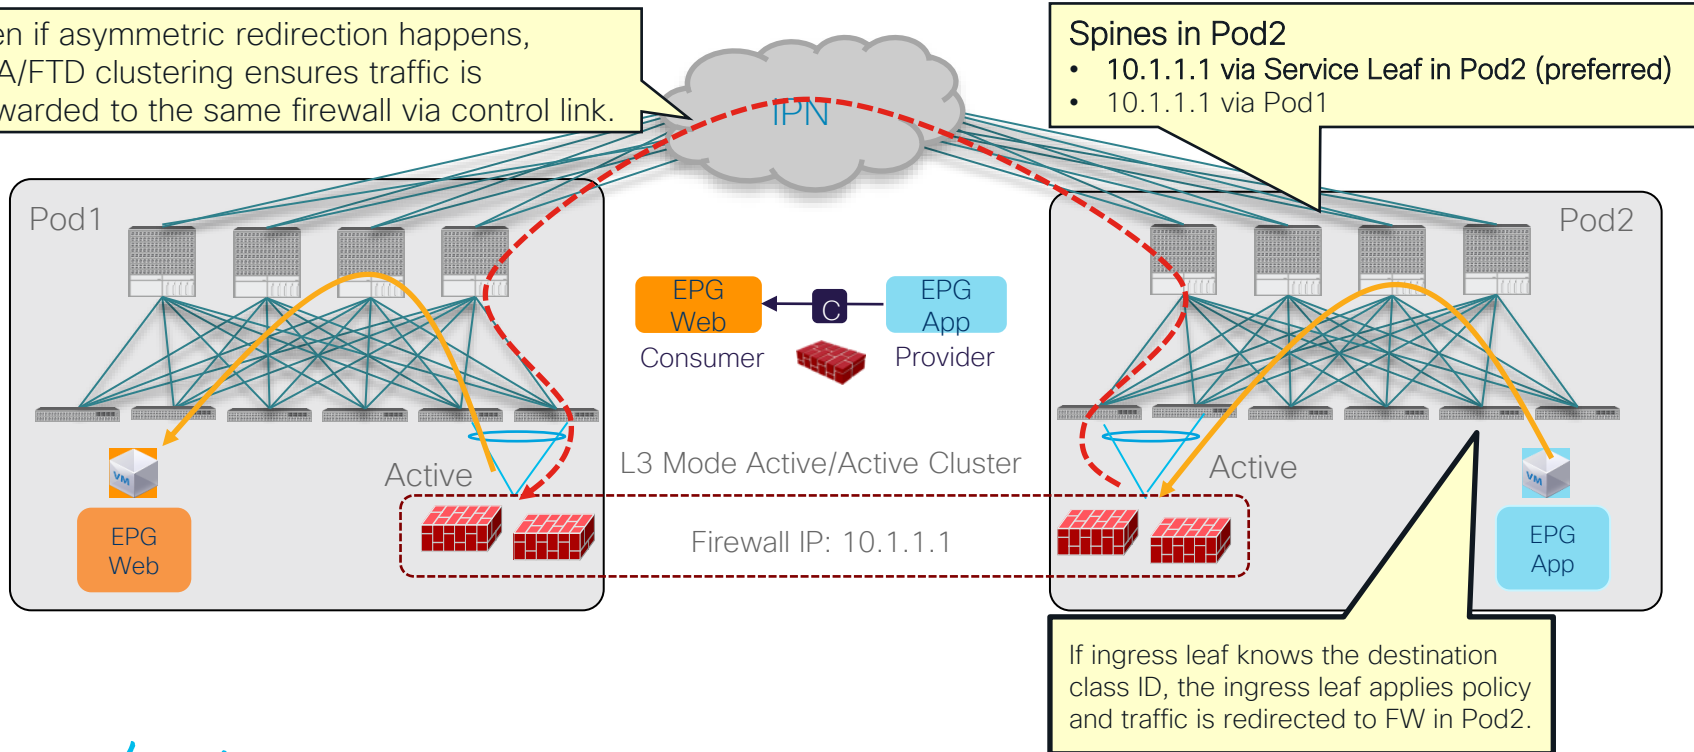 en if asymmetric redirection happens,
A/FTD clustering ensures traffic is
warded to the same firewall via control link.
Spines in Pod2
• 10.1.1.1 via Service Leaf in Pod2 (preferred)
• 10.1.1.1 via Pod1
IPN
Pod1
Pod2
EPG
Web
C
EPG
App
Consumer
Provider
Active
L3 Mode Active/Active Cluster
Active
VM
VM
Firewall IP: 10.1.1.1
EPG
Web
EPG
App
If ingress leaf knows the destination
class ID, the ingress leaf applies policy
and traffic is redirected to FW in Pod2.